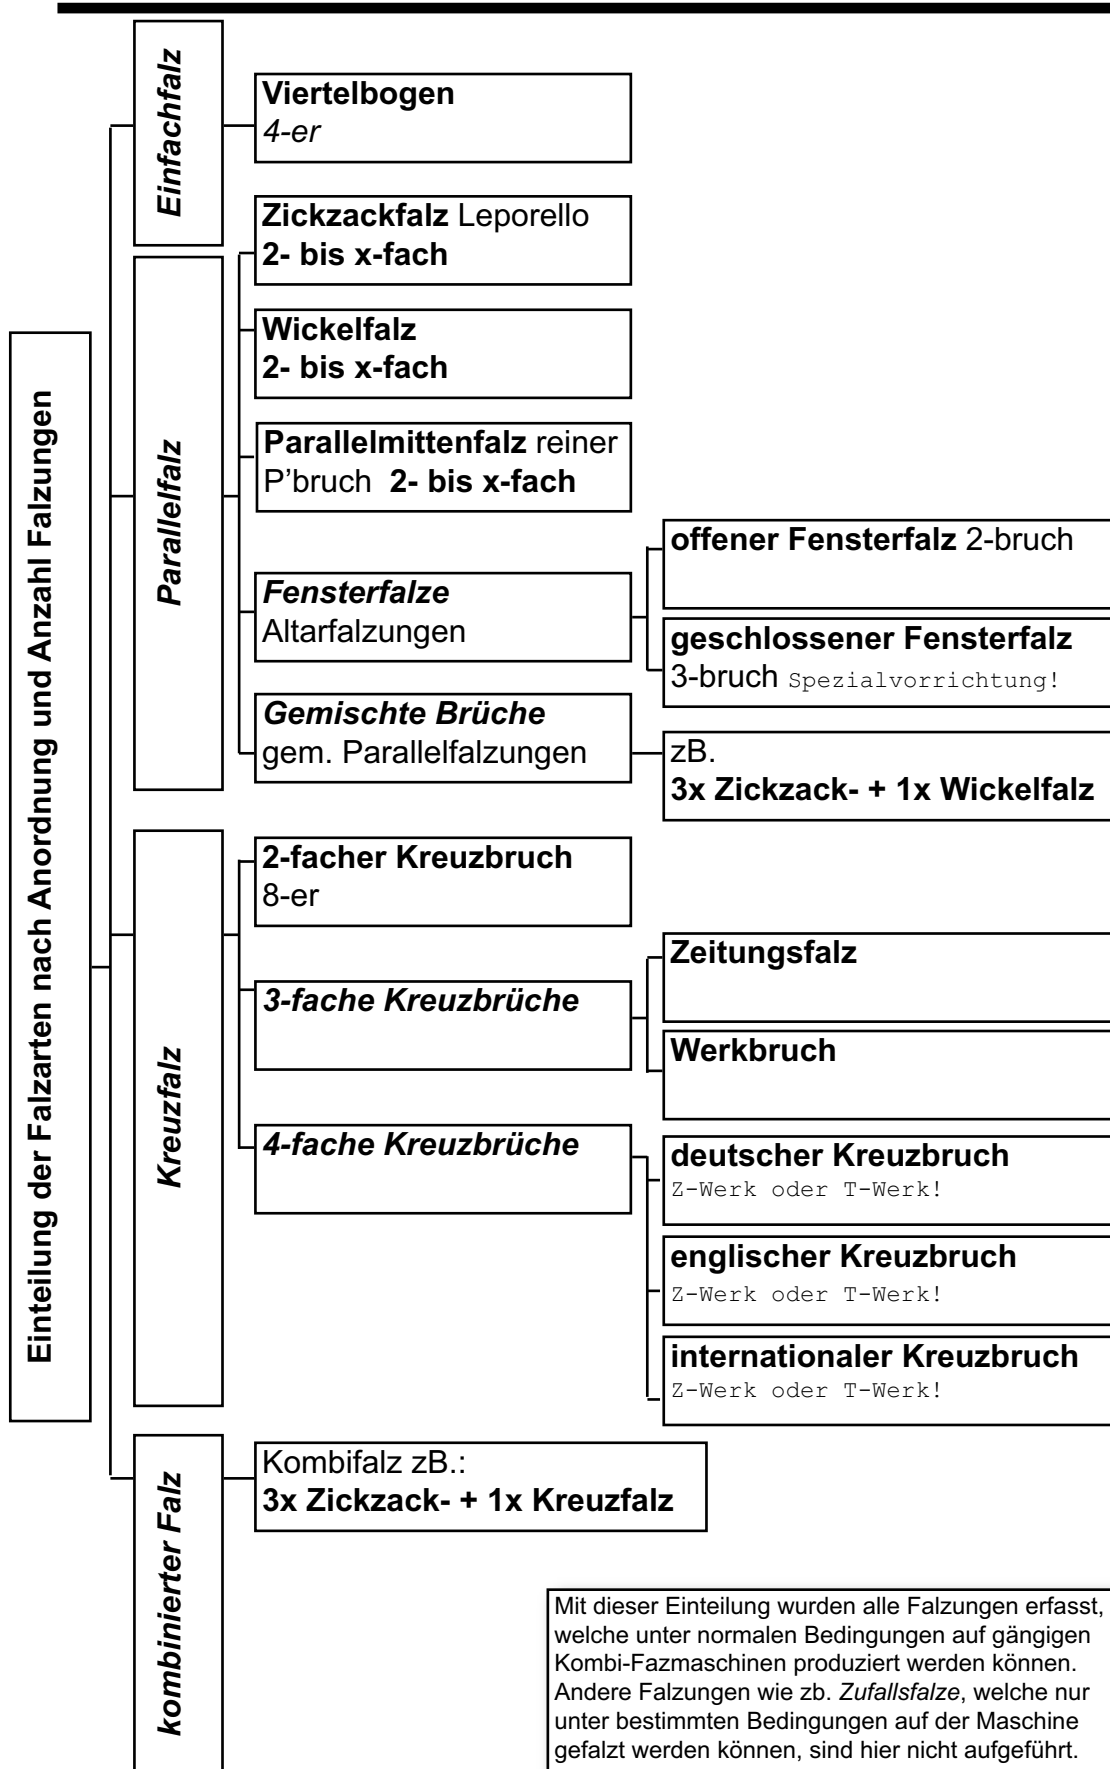 Einteilung der Falzarten nach Anordnung und Anzahl Falzungen
Einfachfalz
Viertelbogen
4-er
Parallelfalz
Zickzackfalz Leporello
2- bis x-fach
Wickelfalz
2- bis x-fach
Parallelmittenfalz reiner
P'bruch 2- bis x-fach
Fensterfalze
Altarfalzungen
offener Fensterfalz 2-bruch
geschlossener Fensterfalz
3-bruch Spezialvorrichtung!
Gemischte Brüche
gem. Parallelfalzungen
zB.
3x Zickzack- + 1x Wickelfalz
Kreuzfalz
2-facher Kreuzbruch
8-er
3-fache Kreuzbrüche
Zeitungsfalz
Werkbruch
4-fache Kreuzbrüche
deutscher Kreuzbruch
Z-Werk oder T-Werk!
englischer Kreuzbruch
Z-Werk oder T-Werk!
internationaler Kreuzbruch
Z-Werk oder T-Werk!
kombinierter Falz
Kombifalz zB.:
3x Zickzack- + 1x Kreuzfalz
Mit dieser Einteilung wurden alle Falzungen erfasst,
welche unter normalen Bedingungen auf gängigen
Kombi-Fazmaschinen produziert werden können.
Andere Falzungen wie zb. Zufallsfalze, welche nur
unter bestimmten Bedingungen auf der Maschine
gefalzt werden können, sind hier nicht aufgeführt.